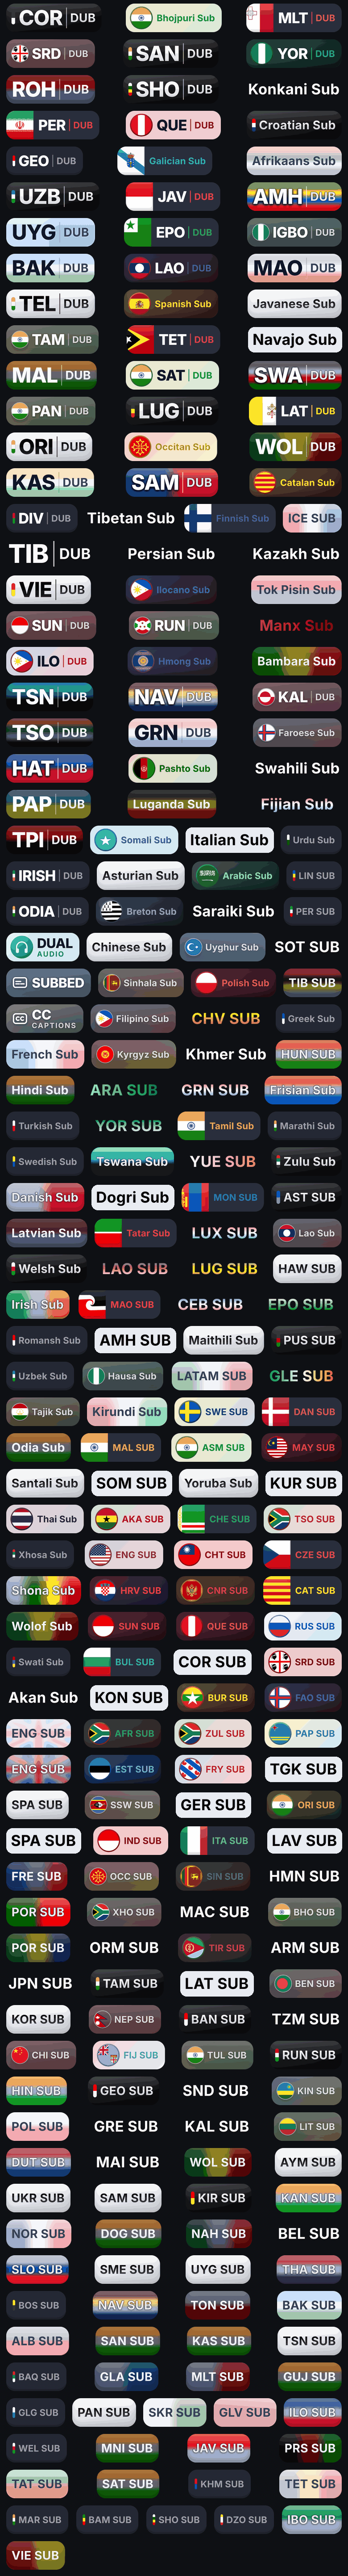 COR | DUB Bhojpuri Sub MLT | DUB
SRD | DUB SAN | DUB YOR | DUB
ROH | DUB SHO | DUB Konkani Sub
PER | DUB QUE | DUB Croatian Sub
GEO | DUB Galician Sub Afrikaans Sub
UZB | DUB JAV | DUB AMH | DUB
UYG | DUB EPO | DUB IGBO | DUB
BAK | DUB LAO | DUB MAO | DUB
TEL | DUB Spanish Sub Javanese Sub
TAM | DUB TET | DUB Navajo Sub
MAL | DUB SAT | DUB SWA | DUB
PAN | DUB LUG | DUB LAT | DUB
ORI | DUB Occitan Sub WOL | DUB
KAS | DUB SAM | DUB Catalan Sub
DIV | DUB Tibetan Sub Finnish Sub ICE SUB
TIB | DUB Persian Sub Kazakh Sub
VIE | DUB Ilocano Sub Tok Pisin Sub
SUN | DUB RUN | DUB Manx Sub
ILO | DUB Hmong Sub Bambara Sub
TSN | DUB NAV | DUB KAL | DUB
TSO | DUB GRN | DUB Faroese Sub
HAT | DUB Pashto Sub Swahili Sub
PAP | DUB Luganda Sub Fijian Sub
TPI | DUB Somali Sub Italian Sub Urdu Sub
IRISH | DUB Asturian Sub Arabic Sub LIN SUB
ODIA | DUB Breton Sub Saraiki Sub PER SUB
DUAL AUDIO Chinese Sub Uyghur Sub SOT SUB
SUBBED Sinhala Sub Polish Sub TIB SUB
CC CAPTIONS Filipino Sub CHV SUB Greek Sub
French Sub Kyrgyz Sub Khmer Sub HUN SUB
Hindi Sub ARA SUB GRN SUB Frisian Sub
Turkish Sub YOR SUB Tamil Sub Marathi Sub
Swedish Sub Tswana Sub YUE SUB Zulu Sub
Danish Sub Dogri Sub MON SUB AST SUB
Latvian Sub Tatar Sub LUX SUB Lao Sub
Welsh Sub LAO SUB LUG SUB HAW SUB
Irish Sub MAO SUB CEB SUB EPO SUB
Romansh Sub AMH SUB Maithili Sub PUS SUB
Uzbek Sub Hausa Sub LATAM SUB GLE SUB
Tajik Sub Kirundi Sub SWE SUB DAN SUB
Odia Sub MAL SUB ASM SUB MAY SUB
Santali Sub SOM SUB Yoruba Sub KUR SUB
Thai Sub AKA SUB CHE SUB TSO SUB
Xhosa Sub ENG SUB CHT SUB CZE SUB
Shona Sub HRV SUB CNR SUB CAT SUB
Wolof Sub SUN SUB QUE SUB RUS SUB
Swati Sub BUL SUB COR SUB SRD SUB
Akan Sub KON SUB BUR SUB FAO SUB
ENG SUB AFR SUB ZUL SUB PAP SUB
ENG SUB EST SUB FRY SUB TGK SUB
SPA SUB SSW SUB GER SUB ORI SUB
SPA SUB IND SUB ITA SUB LAV SUB
FRE SUB OCC SUB SIN SUB HMN SUB
POR SUB XHO SUB MAC SUB BHO SUB
POR SUB ORM SUB TIR SUB ARM SUB
JPN SUB TAM SUB LAT SUB BEN SUB
KOR SUB NEP SUB BAN SUB TZM SUB
CHI SUB FIJ SUB TUL SUB RUN SUB
HIN SUB GEO SUB SND SUB KIN SUB
POL SUB GRE SUB KAL SUB LIT SUB
DUT SUB MAI SUB WOL SUB AYM SUB
UKR SUB SAM SUB KIR SUB KAN SUB
NOR SUB DOG SUB NAH SUB BEL SUB
SLO SUB SME SUB UYG SUB THA SUB
BOS SUB NAV SUB TON SUB BAK SUB
ALB SUB SAN SUB KAS SUB TSN SUB
BAQ SUB GLA SUB MLT SUB GUJ SUB
GLG SUB PAN SUB SKR SUB GLV SUB ILO SUB
WEL SUB MNI SUB JAV SUB PRS SUB
TAT SUB SAT SUB KHM SUB TET SUB
MAR SUB BAM SUB SHO SUB DZO SUB IBO SUB
VIE SUB